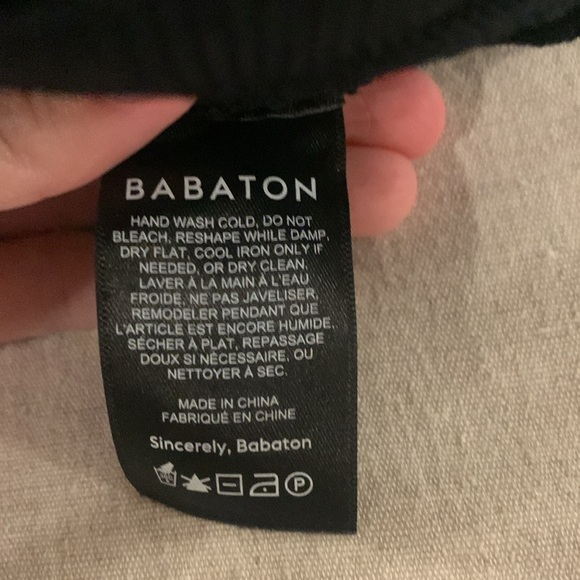 BABATON
HAND WASH COLD, DO NOT
BLEACH, RESHAPE WHILE DAMP,
DRY FLAT, COOL IRON ONLY IF
NEEDED, OR DRY CLEAN.
LAVER À LA MAIN À L'EAU
FROIDE, NE PAS JAVELISER,
REMODELER PENDANT QUE
L'ARTICLE EST ENCORE HUMIDE,
SÉCHER À PLAT, REPASSAGE
DOUX SI NÉCESSAIRE, OU
NETTOYER À SEC.
MADE IN CHINA
FABRIQUÉ EN CHINE
Sincerely, Babaton
P